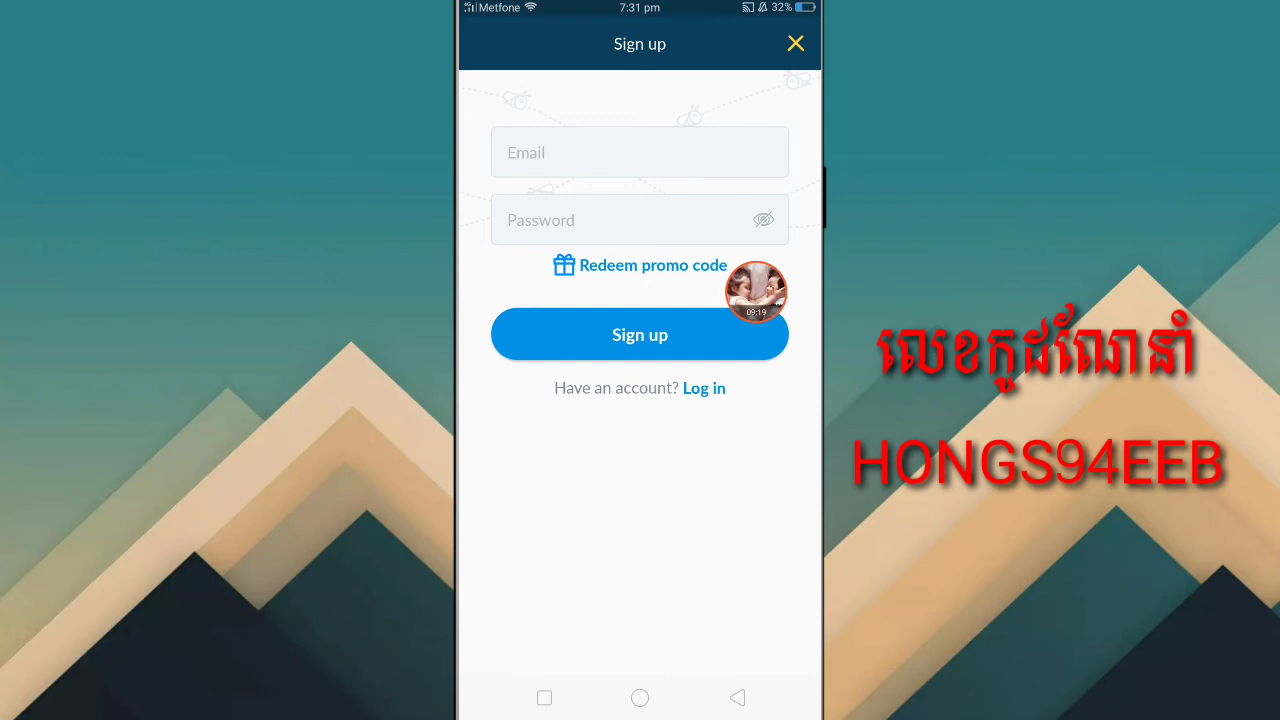 Metfone
7:31 pm
32%
Sign up
Email
Password
Redeem promo code
09:19
Sign up
Have an account? Log in
លេខកូដណែនាំ
HONGS94EEB